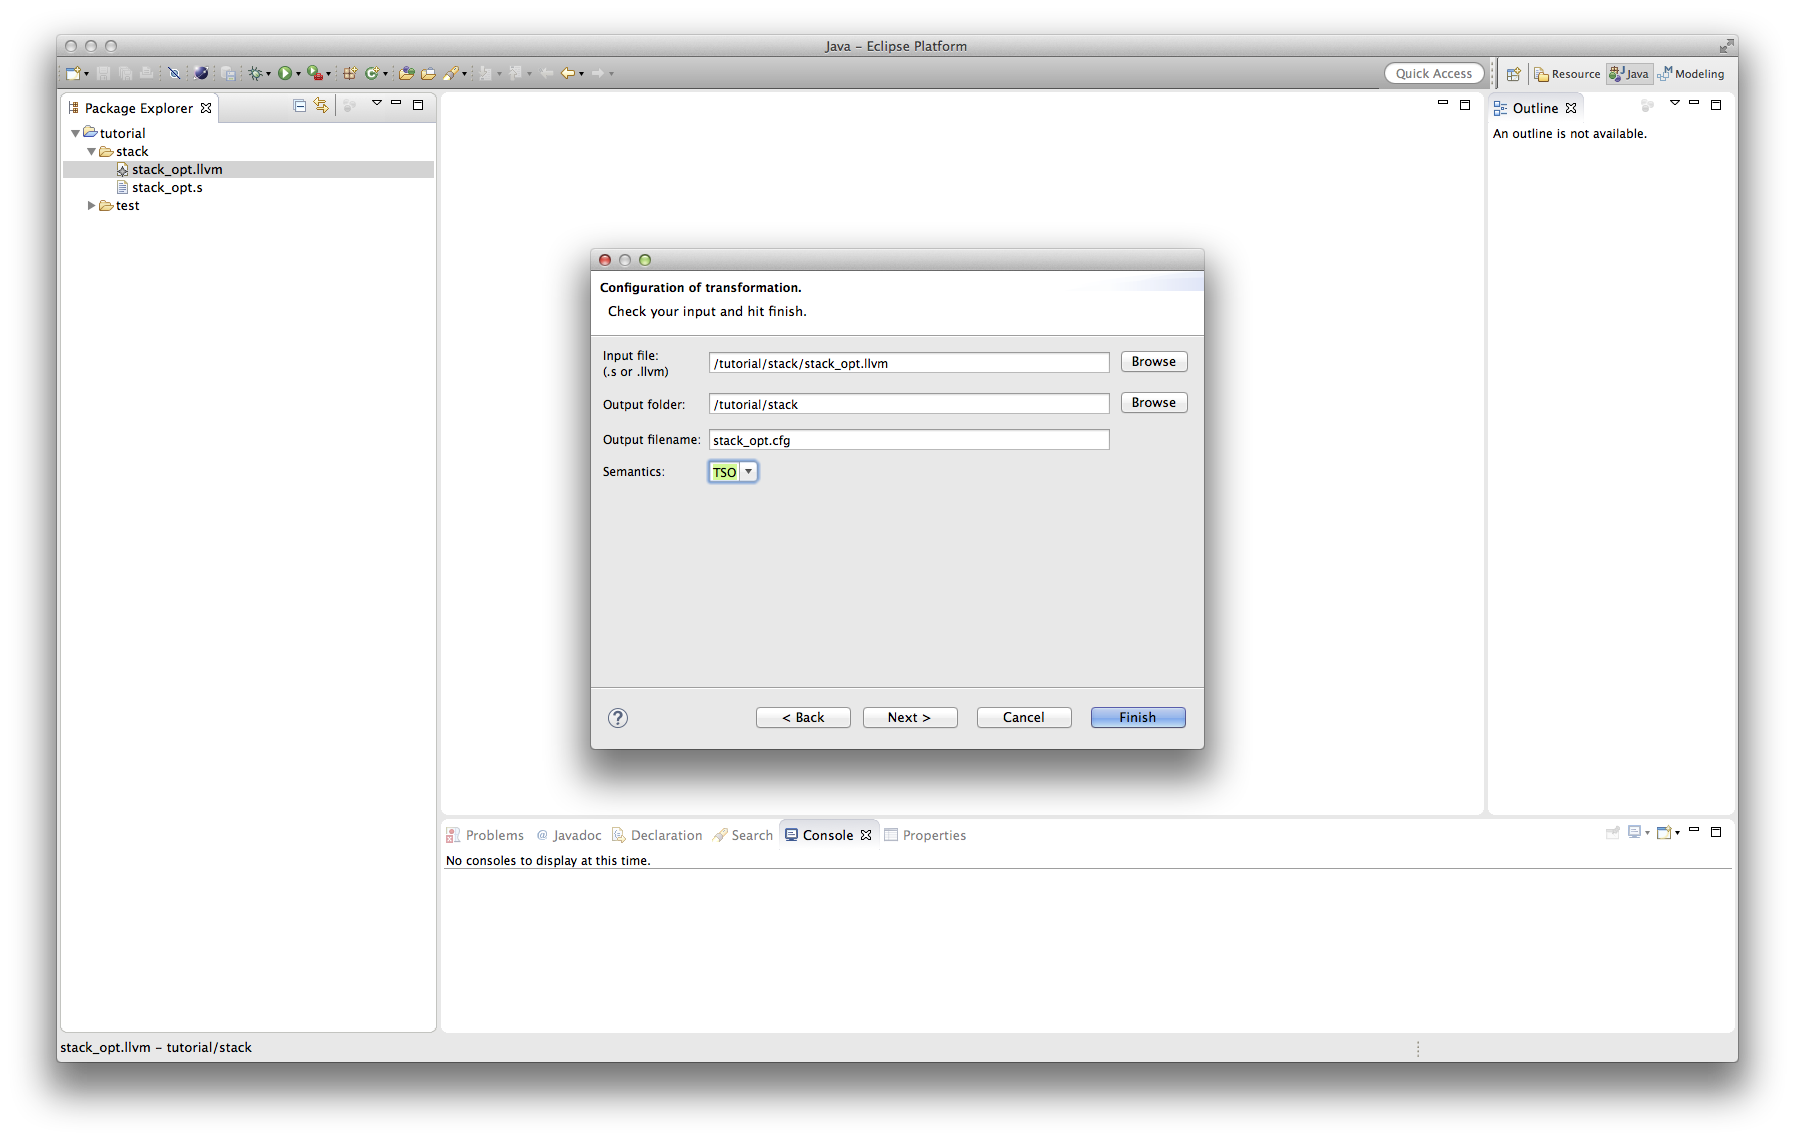 Java – Eclipse Platform
Quick Access
Resource
Java
Modeling
Package Explorer
tutorial
stack
stack_opt.llvm
stack_opt.s
test
Outline
An outline is not available.
Configuration of transformation.
Check your input and hit finish.
Input file:
(.s or .llvm)
/tutorial/stack/stack_opt.llvm
Browse
Output folder:
/tutorial/stack
Browse
Output filename:
stack_opt.cfg
Semantics:
TSO
?
< Back
Next >
Cancel
Finish
Problems
@ Javadoc
Declaration
Search
Console
Properties
No consoles to display at this time.
stack_opt.llvm – tutorial/stack